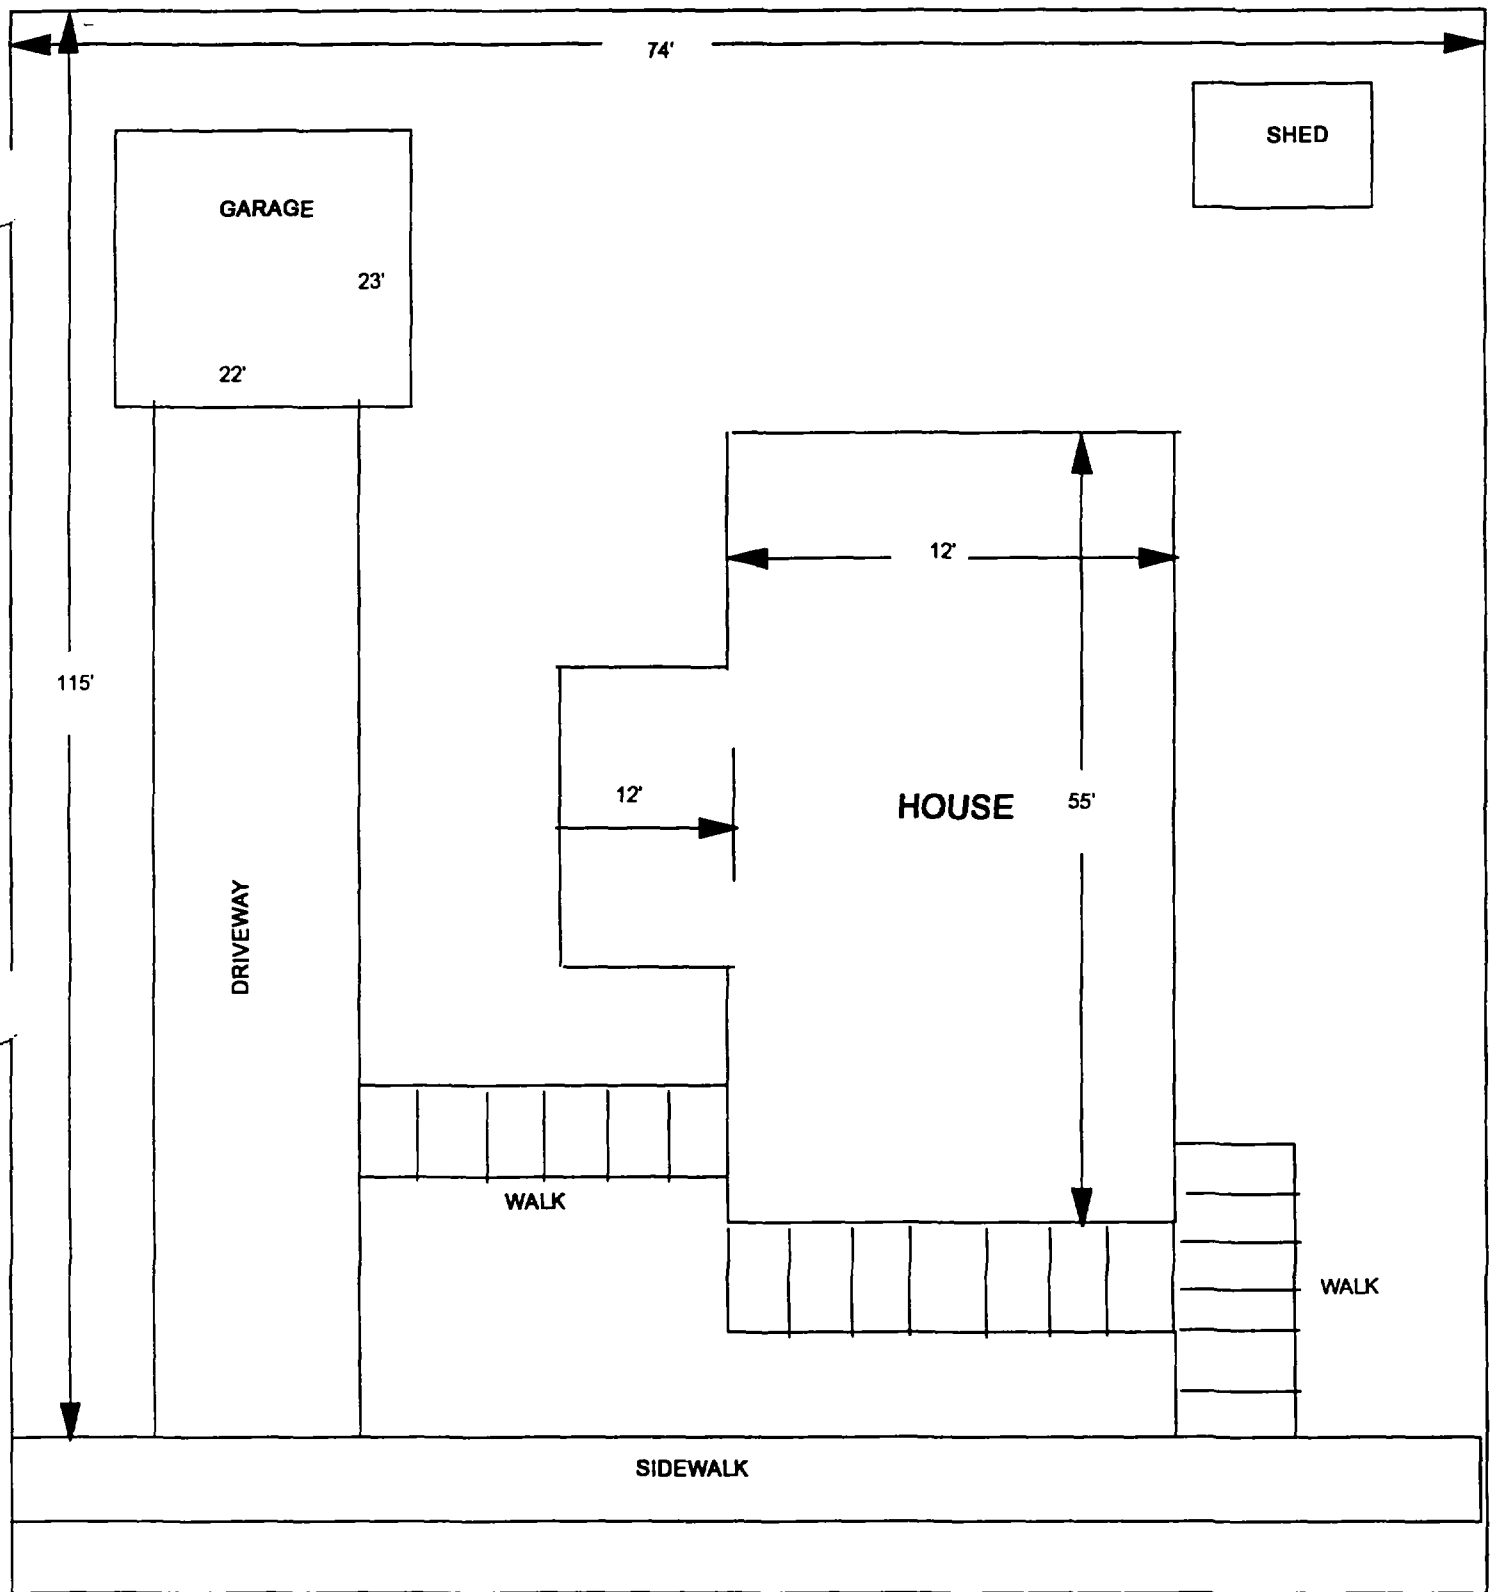 74'
SHED
GARAGE
23'
22'
12'
115'
12'
HOUSE
55'
DRIVEWAY
WALK
WALK
SIDEWALK